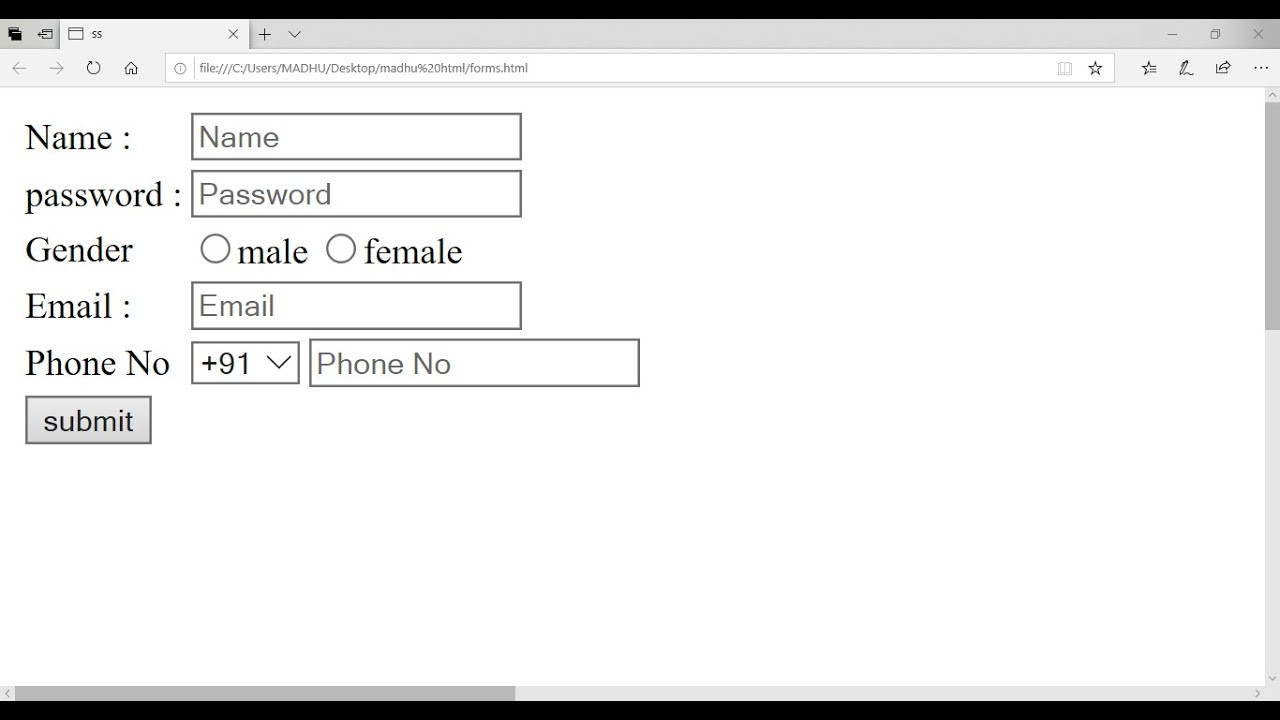 ss
file:///C:/Users/MADHU/Desktop/madhu%20html/forms.html
Name : Name
password : Password
Gender male female
Email : Email
Phone No +91 Phone No
submit